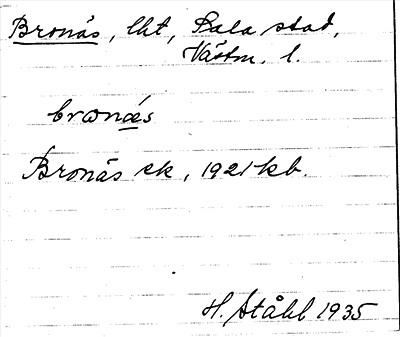 Bronäs, lht, Sala stad,
Västm. l.
bronäs
Bronäs ek, 1921 kb.
H. Ståhl 1935